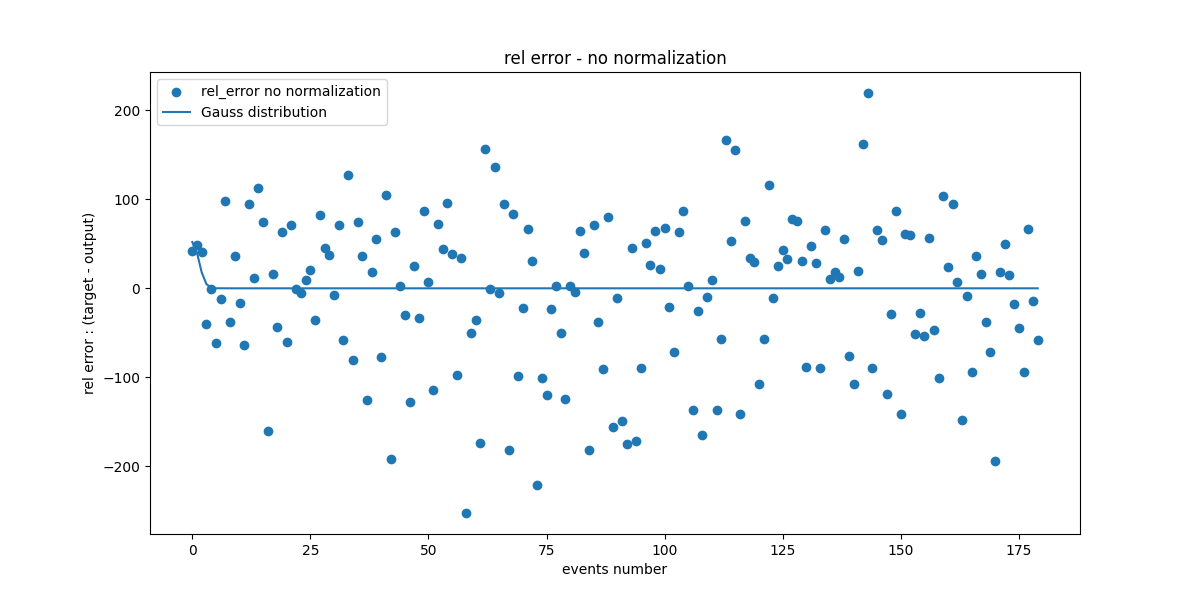 rel error - no normalization
rel_error no normalization
Gauss distribution
200
100
0
−100
−200
rel error : (target - output)
0 25 50 75 100 125 150 175
events number